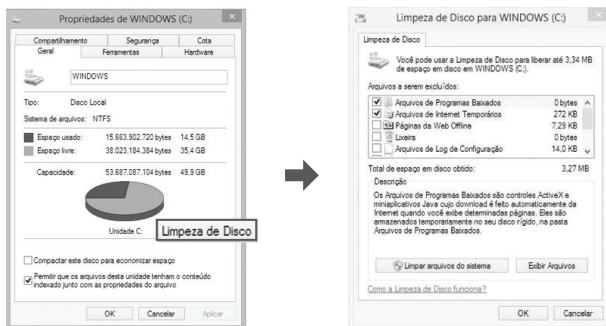 Propriedades de WINDOWS (C:)
Compartilhamento Segurança Cota
Geral Ferramentas Hardware
WINDOWS
Tipo: Disco Local
Sistema de arquivos: NTFS
Espaço usado: 15.663.902.720 bytes 14,5 GB
Espaço livre: 38.023.184.384 bytes 35,4 GB
Capacidade: 53.687.087.104 bytes 49,9 GB
Unidade C:
Limpeza de Disco
Compactar este disco para economizar espaço
Permitir que os arquivos desta unidade tenham o conteúdo
indexado junto com as propriedades do arquivo
OK Cancelar Aplicar
Limpeza de Disco para WINDOWS (C:)
Limpeza de Disco
Você pode usar a Limpeza de Disco para liberar até 3,34 MB
de espaço em disco em WINDOWS (C:).
Arquivos a serem excluídos:
Arquivos de Programas Baixados 0 bytes
Arquivos de Internet Temporários 272 KB
Páginas da Web Offline 7,29 KB
Lixeira 0 bytes
Arquivos de Log de Configuração 14,0 KB
Total de espaço em disco obtido: 3,27 MB
Descrição
Os Arquivos de Programas Baixados são controles ActiveX e
miniaplicativos Java cujo download é feito automaticamente da
Internet quando você exibe determinadas páginas. Eles são
armazenados temporariamente no seu disco rígido, na pasta
Arquivos de Programas Baixados.
Limpar arquivos do sistema Exibir Arquivos
Como a Limpeza de Disco funciona?
OK Cancelar